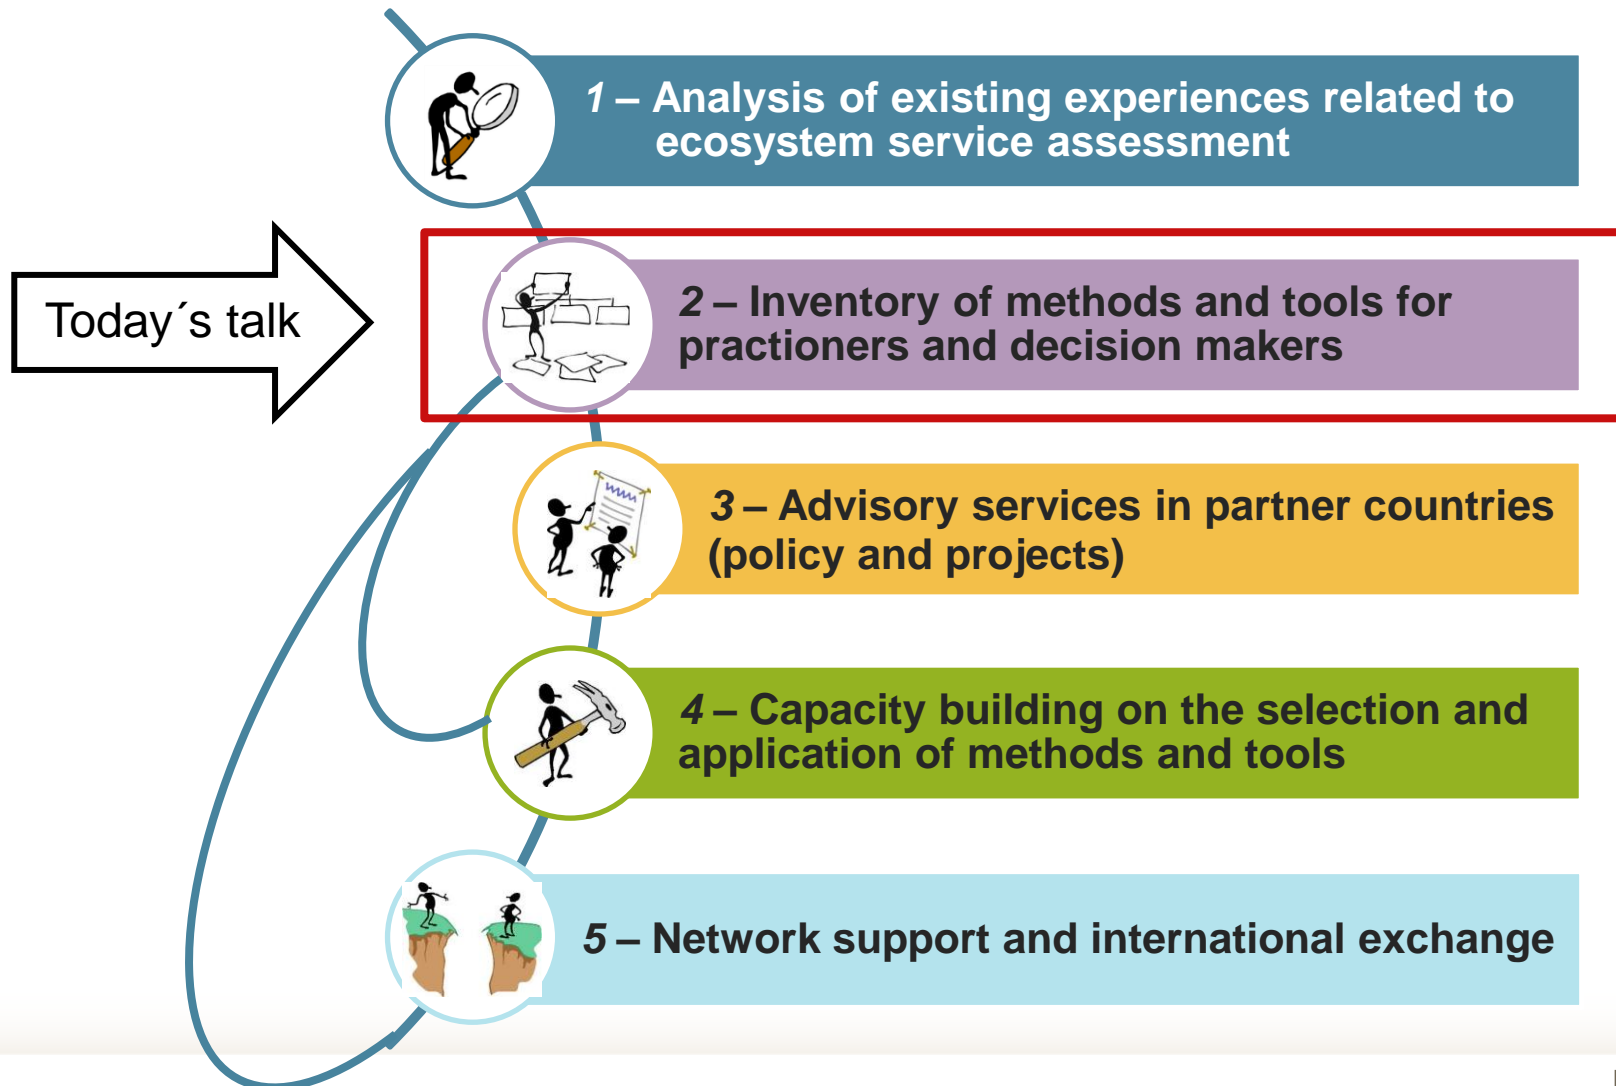 1 – Analysis of existing experiences related to
ecosystem service assessment
Today´s talk
2 – Inventory of methods and tools for
practioners and decision makers
3 – Advisory services in partner countries
(policy and projects)
4 – Capacity building on the selection and
application of methods and tools
5 – Network support and international exchange